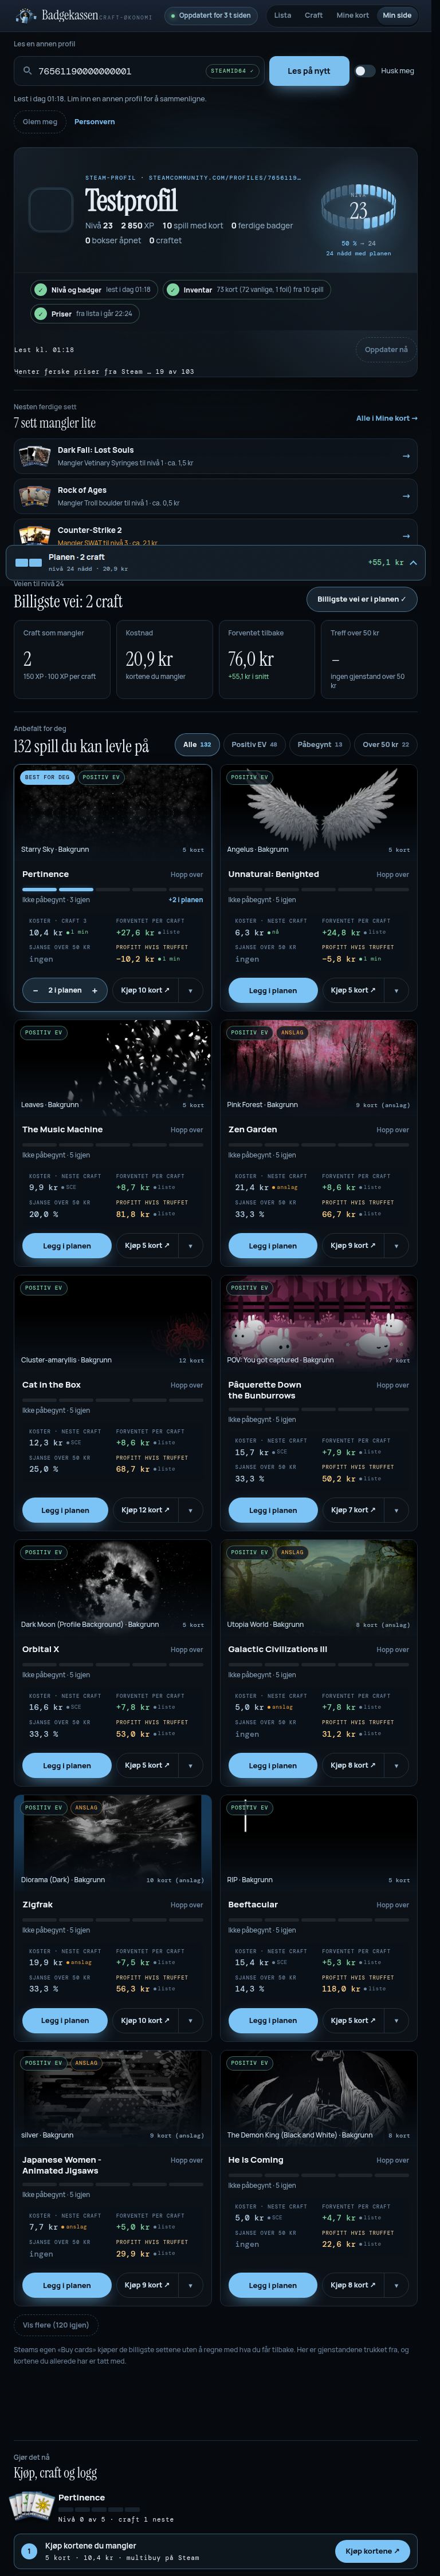 Badgekassen CRAFT-ØKONOMI
Oppdatert for 3 t siden
Lista Craft Mine kort Min side
Les en annen profil
76561190000000001
STEAMID64 ✓
Les på nytt
Husk meg
Lest i dag 01:18. Lim inn en annen profil for å sammenligne.
Glem meg Personvern
STEAM-PROFIL · STEAMCOMMUNITY.COM/PROFILES/7656119…
Testprofil
Nivå 23 2 850 XP 10 spill med kort 0 ferdige badger
0 bokser åpnet 0 craftet
23
50 % → 24
24 nådd med planen
✓ Nivå og badger lest i dag 01:18
✓ Inventar 73 kort (72 vanlige, 1 foil) fra 10 spill
✓ Priser fra lista i går 22:24
Lest kl. 01:18
Oppdater nå
Henter ferske priser fra Steam … 19 av 103
Nesten ferdige sett
7 sett mangler lite
Alle i Mine kort →
Dark Fall: Lost Souls
Mangler Vetinary Syringes til nivå 1 · ca. 1,5 kr
→
Rock of Ages
Mangler Troll boulder til nivå 1 · ca. 0,5 kr
→
Counter-Strike 2
Mangler SWAT til nivå 3 · ca. 2,1 kr
→
Planen · 2 craft
nivå 24 nådd · 20,9 kr
+55,1 kr
Veien til nivå 24
Billigste vei: 2 craft
Billigste vei er i planen ✓
Craft som mangler
2
150 XP · 100 XP per craft
Kostnad
20,9 kr
kortene du mangler
Forventet tilbake
76,0 kr
+55,1 kr i snitt
Treff over 50 kr
–
ingen gjenstand over 50 kr
Anbefalt for deg
132 spill du kan levle på
Alle 132
Positiv EV 48
Påbegynt 13
Over 50 kr 22
BEST FOR DEG POSITIV EV
Starry Sky · Bakgrunn 5 kort
Pertinence Hopp over
Ikke påbegynt · 3 igjen +2 i planen
KOSTER · CRAFT 3 FORVENTET PER CRAFT
10,4 kr 1 min +27,6 kr liste
SJANSE OVER 50 KR PROFITT HVIS TRUFFET
ingen −10,2 kr 1 min
− 2 i planen + Kjøp 10 kort ↗ ▾
POSITIV EV
Angelus · Bakgrunn 5 kort
Unnatural: Benighted Hopp over
Ikke påbegynt · 5 igjen
KOSTER · NESTE CRAFT FORVENTET PER CRAFT
6,3 kr nå +24,8 kr liste
SJANSE OVER 50 KR PROFITT HVIS TRUFFET
ingen −5,8 kr 1 min
Legg i planen Kjøp 5 kort ↗ ▾
POSITIV EV
Leaves · Bakgrunn 5 kort
The Music Machine Hopp over
Ikke påbegynt · 5 igjen
KOSTER · NESTE CRAFT FORVENTET PER CRAFT
9,9 kr SCE +8,7 kr liste
SJANSE OVER 50 KR PROFITT HVIS TRUFFET
20,0 % 81,8 kr liste
Legg i planen Kjøp 5 kort ↗ ▾
POSITIV EV ANSLAG
Pink Forest · Bakgrunn 9 kort (anslag)
Zen Garden Hopp over
Ikke påbegynt · 5 igjen
KOSTER · NESTE CRAFT FORVENTET PER CRAFT
21,4 kr anslag +8,6 kr liste
SJANSE OVER 50 KR PROFITT HVIS TRUFFET
33,3 % 66,7 kr liste
Legg i planen Kjøp 9 kort ↗ ▾
POSITIV EV
Cluster-amaryllis · Bakgrunn 12 kort
Cat in the Box Hopp over
Ikke påbegynt · 5 igjen
KOSTER · NESTE CRAFT FORVENTET PER CRAFT
12,3 kr SCE +8,6 kr liste
SJANSE OVER 50 KR PROFITT HVIS TRUFFET
25,0 % 68,7 kr liste
Legg i planen Kjøp 12 kort ↗ ▾
POSITIV EV
POV: You got captured · Bakgrunn 7 kort
Pâquerette Down
the Bunburrows
Hopp over
Ikke påbegynt · 5 igjen
KOSTER · NESTE CRAFT FORVENTET PER CRAFT
15,7 kr SCE +7,9 kr liste
SJANSE OVER 50 KR PROFITT HVIS TRUFFET
33,3 % 50,2 kr liste
Legg i planen Kjøp 7 kort ↗ ▾
POSITIV EV
Dark Moon (Profile Background) · Bakgrunn 5 kort
Orbital X Hopp over
Ikke påbegynt · 5 igjen
KOSTER · NESTE CRAFT FORVENTET PER CRAFT
16,6 kr SCE +7,8 kr liste
SJANSE OVER 50 KR PROFITT HVIS TRUFFET
33,3 % 53,0 kr liste
Legg i planen Kjøp 5 kort ↗ ▾
POSITIV EV ANSLAG
Utopia World · Bakgrunn 8 kort (anslag)
Galactic Civilizations III Hopp over
Ikke påbegynt · 5 igjen
KOSTER · NESTE CRAFT FORVENTET PER CRAFT
5,0 kr anslag +7,8 kr liste
SJANSE OVER 50 KR PROFITT HVIS TRUFFET
ingen 31,2 kr liste
Legg i planen Kjøp 8 kort ↗ ▾
POSITIV EV ANSLAG
Diorama (Dark) · Bakgrunn 10 kort (anslag)
Zigfrak Hopp over
Ikke påbegynt · 5 igjen
KOSTER · NESTE CRAFT FORVENTET PER CRAFT
19,9 kr anslag +7,5 kr liste
SJANSE OVER 50 KR PROFITT HVIS TRUFFET
33,3 % 56,3 kr liste
Legg i planen Kjøp 10 kort ↗ ▾
POSITIV EV
RIP · Bakgrunn 5 kort
Beeftacular Hopp over
Ikke påbegynt · 5 igjen
KOSTER · NESTE CRAFT FORVENTET PER CRAFT
15,4 kr SCE +5,3 kr liste
SJANSE OVER 50 KR PROFITT HVIS TRUFFET
14,3 % 118,0 kr liste
Legg i planen Kjøp 5 kort ↗ ▾
POSITIV EV ANSLAG
silver · Bakgrunn 9 kort (anslag)
Japanese Women -
Animated Jigsaws
Hopp over
Ikke påbegynt · 5 igjen
KOSTER · NESTE CRAFT FORVENTET PER CRAFT
7,7 kr anslag +5,0 kr liste
SJANSE OVER 50 KR PROFITT HVIS TRUFFET
ingen 29,9 kr liste
Legg i planen Kjøp 9 kort ↗ ▾
POSITIV EV
The Demon King (Black and White) · Bakgrunn 8 kort
He is Coming Hopp over
Ikke påbegynt · 5 igjen
KOSTER · NESTE CRAFT FORVENTET PER CRAFT
5,0 kr SCE +4,7 kr liste
SJANSE OVER 50 KR PROFITT HVIS TRUFFET
ingen 22,6 kr liste
Legg i planen Kjøp 8 kort ↗ ▾
Vis flere (120 igjen)
Steams egen «Buy cards» kjøper de billigste settene uten å regne med hva du får tilbake. Her er gjenstandene trukket fra, og
kortene du allerede har er tatt med.
Gjør det nå
Kjøp, craft og logg
Pertinence
Nivå 0 av 5 · craft 1 neste
1
Kjøp kortene du mangler
5 kort · 10,4 kr · multibuy på Steam
Kjøp kortene ↗